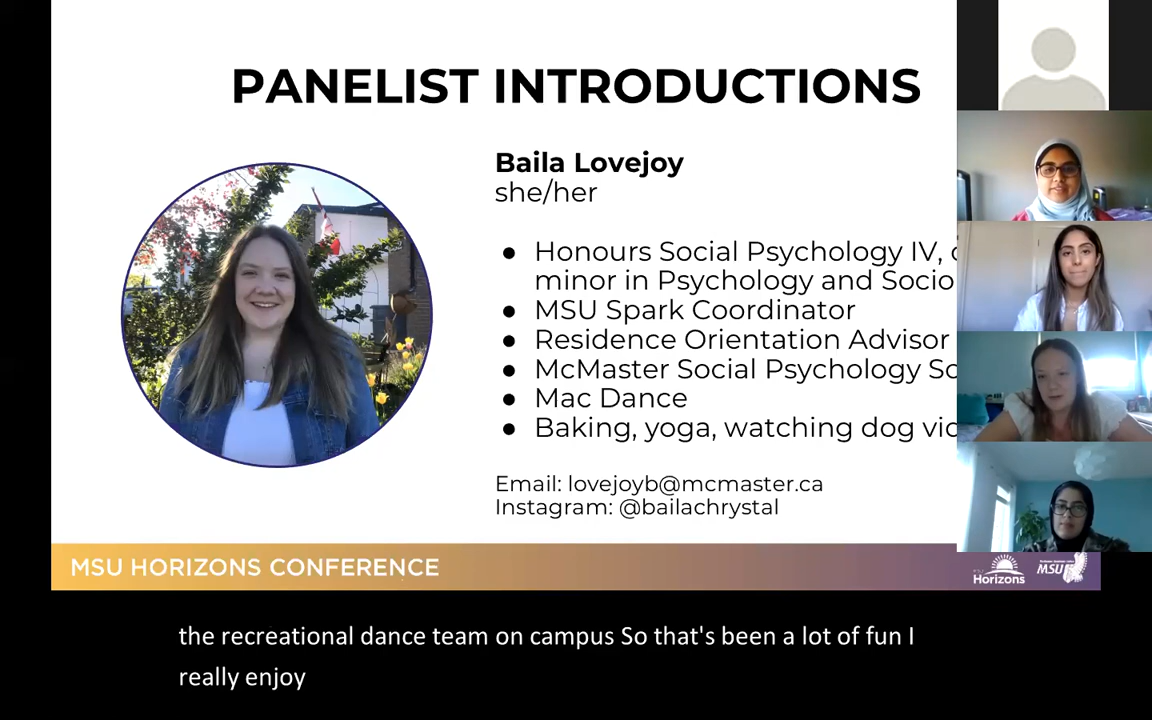 PANELIST INTRODUCTIONS
Baila Lovejoy
she/her
● Honours Social Psychology IV,
minor in Psychology and Socio
● MSU Spark Coordinator
● Residence Orientation Advisor
● McMaster Social Psychology So
● Mac Dance
● Baking, yoga, watching dog vid
Email: lovejoyb@mcmaster.ca
Instagram: @bailachrystal
MSU HORIZONS CONFERENCE
MSU
Horizons
MSU
the recreational dance team on campus So that's been a lot of fun I
really enjoy